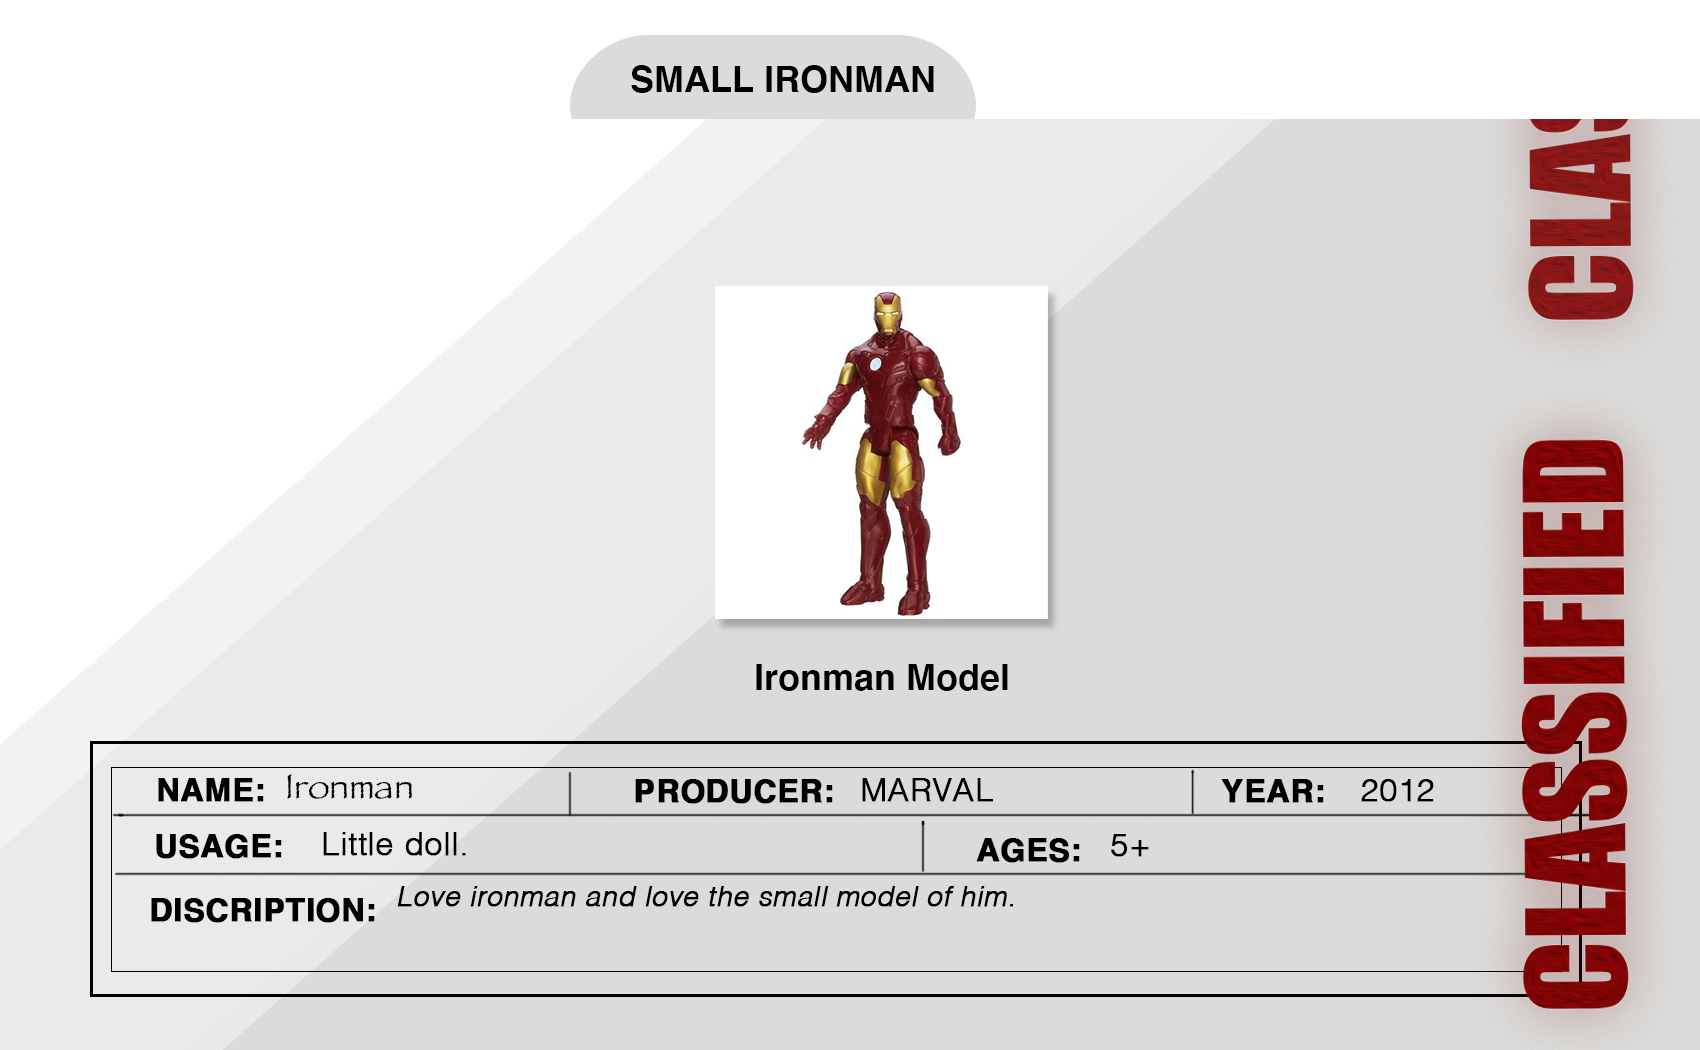 SMALL IRONMAN
CLAS
CLASSIFIED
Ironman Model
NAME: Ironman PRODUCER: MARVAL YEAR: 2012
USAGE: Little doll. AGES: 5+
DISCRIPTION: Love ironman and love the small model of him.